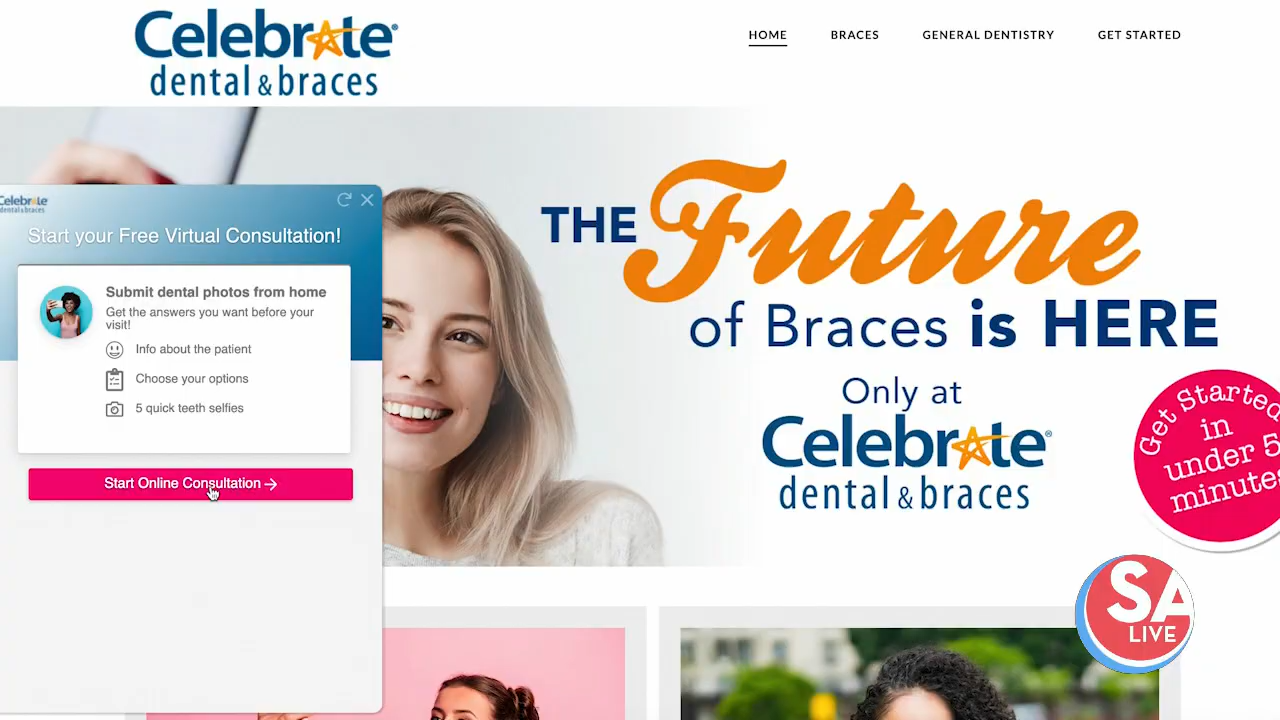 Celebrate®
dental & braces
HOME
BRACES
GENERAL DENTISTRY
GET STARTED
Celebrate
dental & braces
Start your Free Virtual Consultation!
Submit dental photos from home
Get the answers you want before your
visit!
Info about the patient
Choose your options
5 quick teeth selfies
Start Online Consultation →
THE Future
of Braces is HERE
Only at
Celebrate®
dental & braces
Get Started
in
under 5
minutes
SA
LIVE